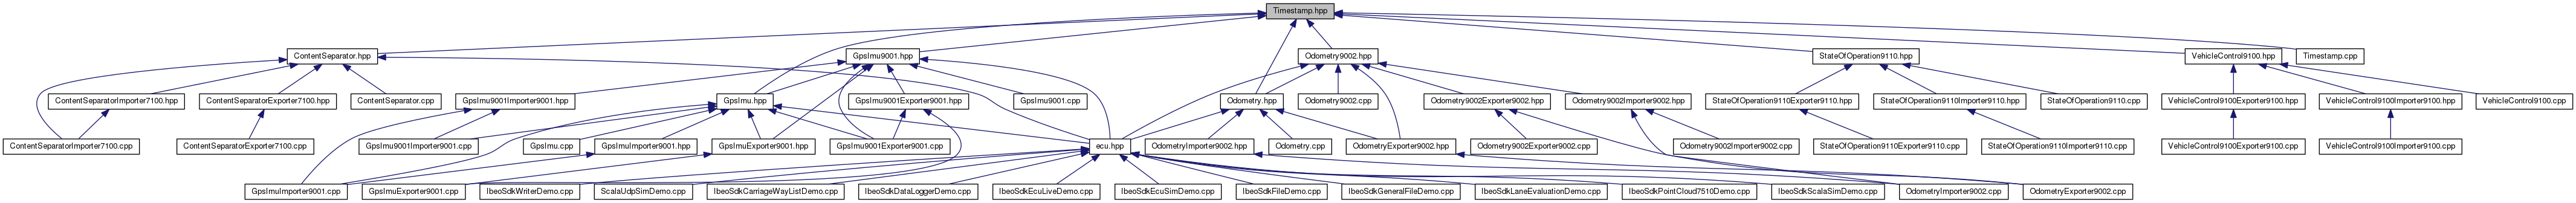 Timestamp.hpp
ContentSeparator.hpp
GpsImu9001.hpp
Odometry9002.hpp
StateOfOperation9110.hpp
VehicleControl9100.hpp
Timestamp.cpp
ContentSeparatorImporter7100.hpp
ContentSeparatorExporter7100.hpp
ContentSeparator.cpp
GpsImu9001Importer9001.hpp
GpsImu.hpp
GpsImu9001Exporter9001.hpp
GpsImu9001.cpp
Odometry.hpp
Odometry9002.cpp
Odometry9002Exporter9002.hpp
Odometry9002Importer9002.hpp
StateOfOperation9110Exporter9110.hpp
StateOfOperation9110Importer9110.hpp
StateOfOperation9110.cpp
VehicleControl9100Exporter9100.hpp
VehicleControl9100Importer9100.hpp
VehicleControl9100.cpp
ContentSeparatorImporter7100.cpp
ContentSeparatorExporter7100.cpp
GpsImu9001Importer9001.cpp
GpsImu.cpp
GpsImuImporter9001.hpp
GpsImuExporter9001.hpp
GpsImu9001Exporter9001.cpp
ecu.hpp
OdometryImporter9002.hpp
Odometry.cpp
OdometryExporter9002.hpp
Odometry9002Exporter9002.cpp
Odometry9002Importer9002.cpp
StateOfOperation9110Exporter9110.cpp
StateOfOperation9110Importer9110.cpp
VehicleControl9100Exporter9100.cpp
VehicleControl9100Importer9100.cpp
GpsImuImporter9001.cpp
GpsImuExporter9001.cpp
IbeoSdkWriterDemo.cpp
ScalaUdpSimDemo.cpp
IbeoSdkCarriageWayListDemo.cpp
IbeoSdkDataLoggerDemo.cpp
IbeoSdkEcuLiveDemo.cpp
IbeoSdkEcuSimDemo.cpp
IbeoSdkFileDemo.cpp
IbeoSdkGeneralFileDemo.cpp
IbeoSdkLaneEvaluationDemo.cpp
IbeoSdkPointCloud7510Demo.cpp
IbeoSdkScalaSimDemo.cpp
OdometryImporter9002.cpp
OdometryExporter9002.cpp